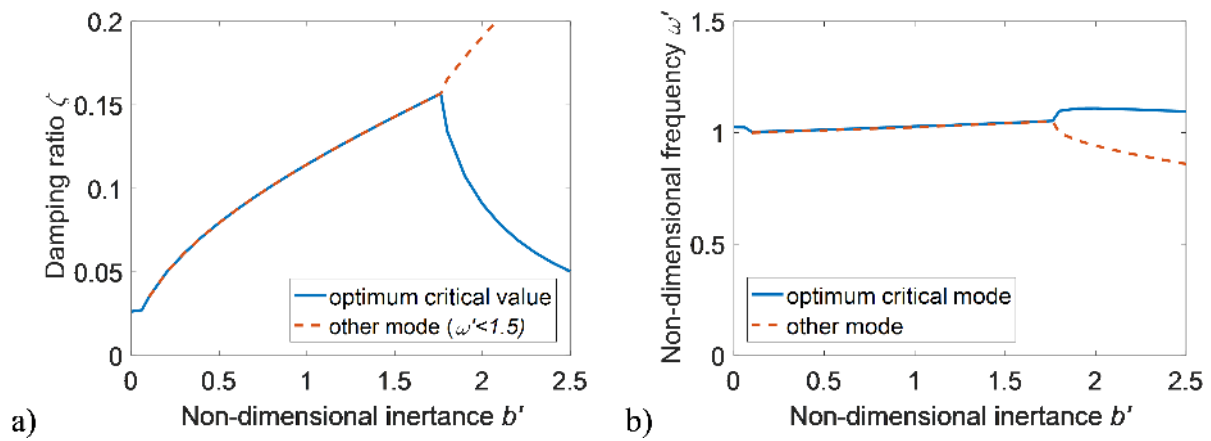 0.2
0.15
0.1
0.05
0
Damping ratio ζ
optimum critical value
other mode (ω'<1.5)
0 0.5 1 1.5 2 2.5
Non-dimensional inertance b'
a)
1.5
1
0.5
0
Non-dimensional frequency ω'
optimum critical mode
other mode
0 0.5 1 1.5 2 2.5
Non-dimensional inertance b'
b)